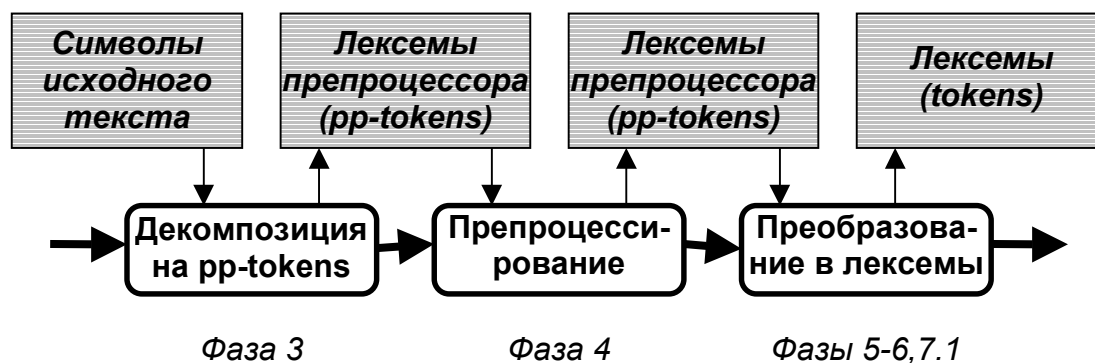 Символы
исходного
текста
Лексемы
препроцессора
(pp-tokens)
Лексемы
препроцессора
(pp-tokens)
Лексемы
(tokens)
Декомпозиция
на pp-tokens
Препроцесси-
рование
Преобразова-
ние в лексемы
Фаза 3
Фаза 4
Фазы 5-6,7.1